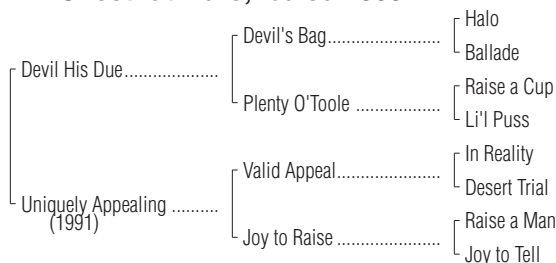 Halo
Devil's Bag
Ballade
Devil His Due
Raise a Cup
Plenty O'Toole
Li'l Puss
In Reality
Valid Appeal
Desert Trial
Uniquely Appealing
(1991)
Raise a Man
Joy to Raise
Joy to Tell